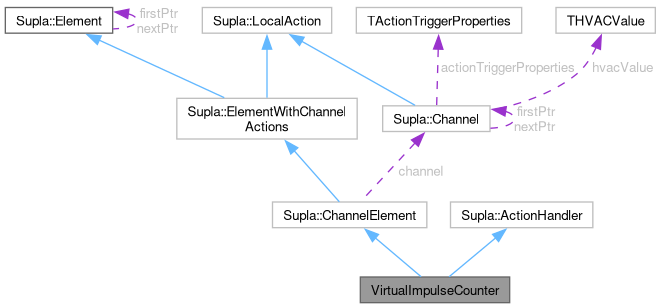 Supla::Element
firstPtr
nextPtr
Supla::LocalAction
TActionTriggerProperties
THVACValue
actionTriggerProperties
hvacValue
Supla::ElementWithChannel
Actions
Supla::Channel
firstPtr
nextPtr
channel
Supla::ChannelElement
Supla::ActionHandler
VirtualImpulseCounter